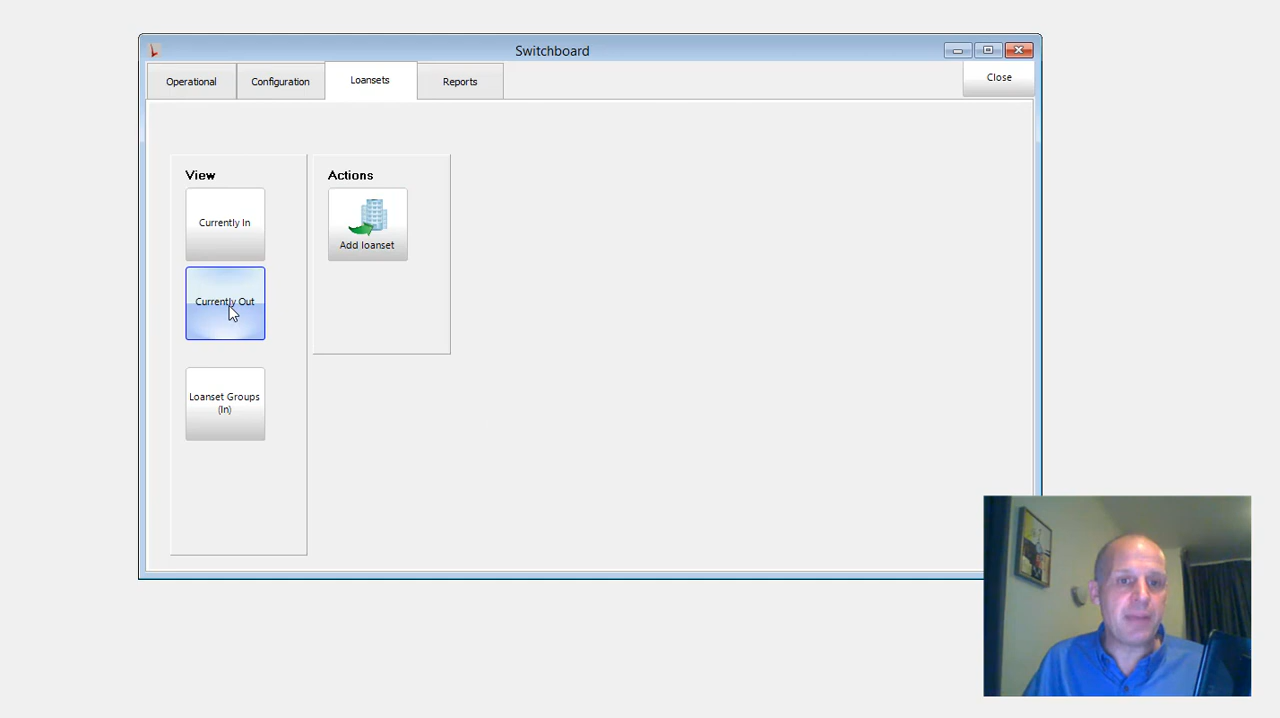 Switchboard
Operational
Configuration
Loansets
Reports
Close
View
Currently In
Currently Out
Loanset Groups
(In)
Actions
Add loanset